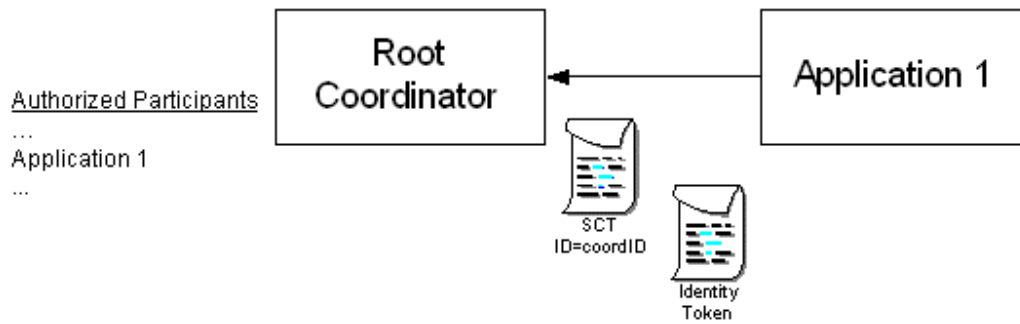 Root
Coordinator
Application 1
Authorized Participants
...
Application 1
...
SCT
ID=coordID
Identity
Token